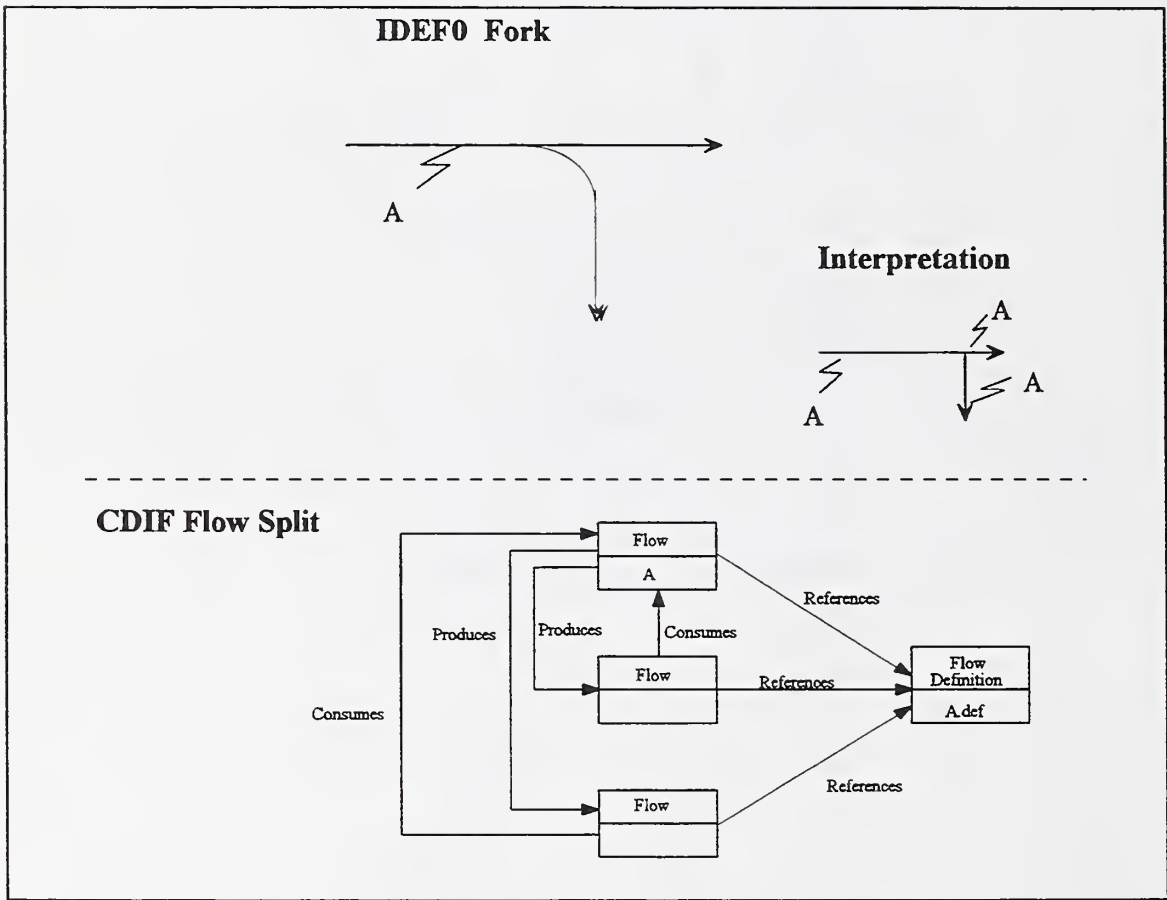 IDEF0 Fork
A
Interpretation
A
A
A
CDIF Flow Split
Flow
A
References
Produces
Produces
Consumes
Flow
References
Flow
Definition
A.def
Consumes
References
Flow